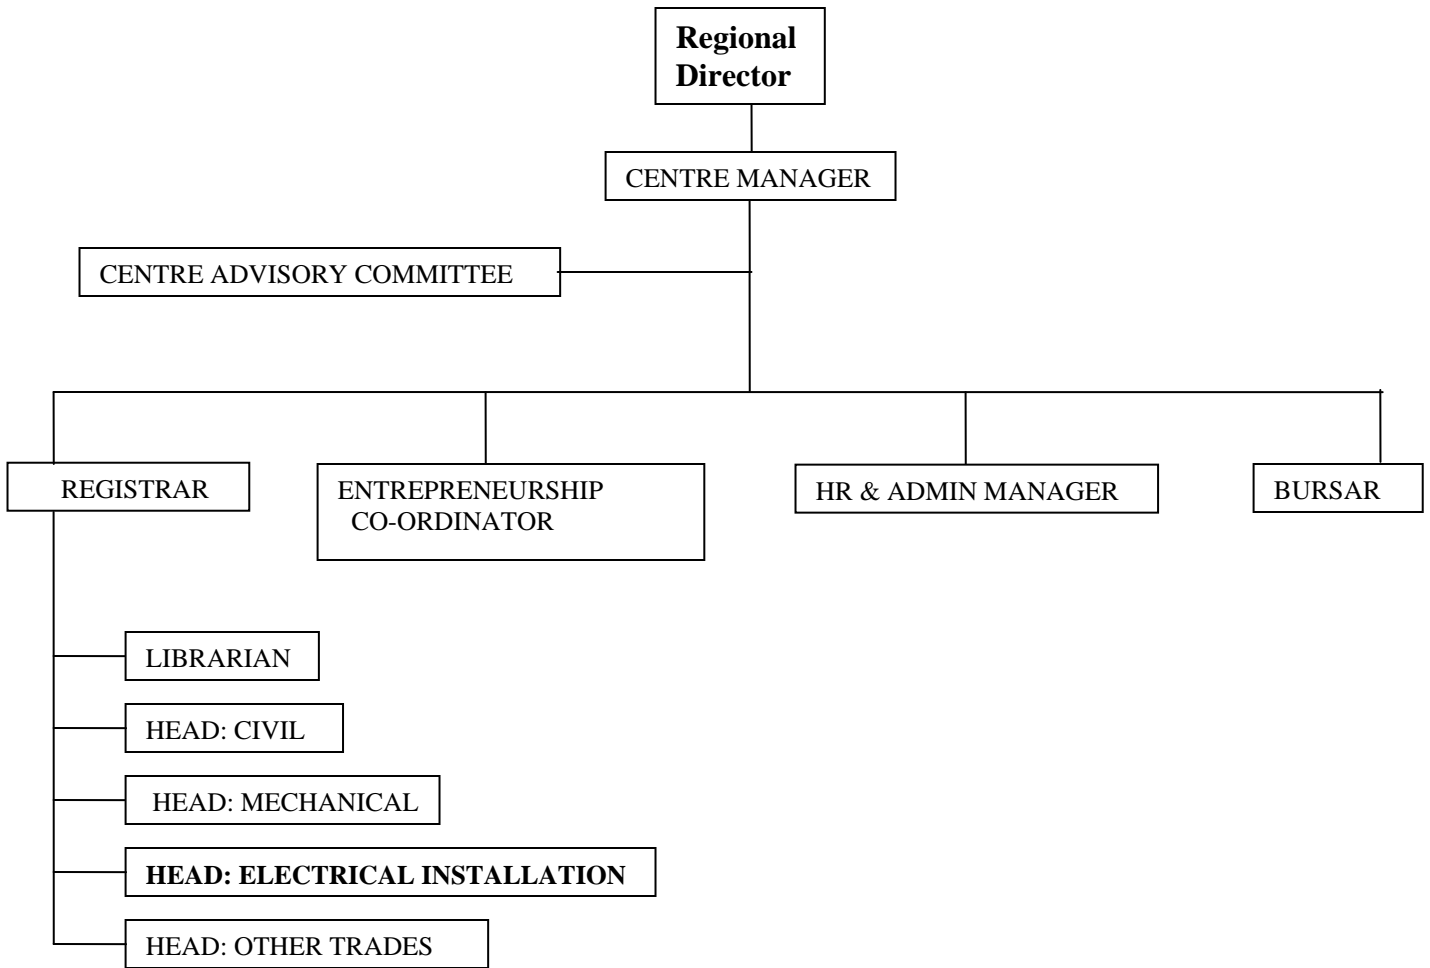 Regional
Director
CENTRE MANAGER
CENTRE ADVISORY COMMITTEE
REGISTRAR
ENTREPRENEURSHIP
CO-ORDINATOR
HR & ADMIN MANAGER
BURSAR
LIBRARIAN
HEAD: CIVIL
HEAD: MECHANICAL
HEAD: ELECTRICAL INSTALLATION
HEAD: OTHER TRADES